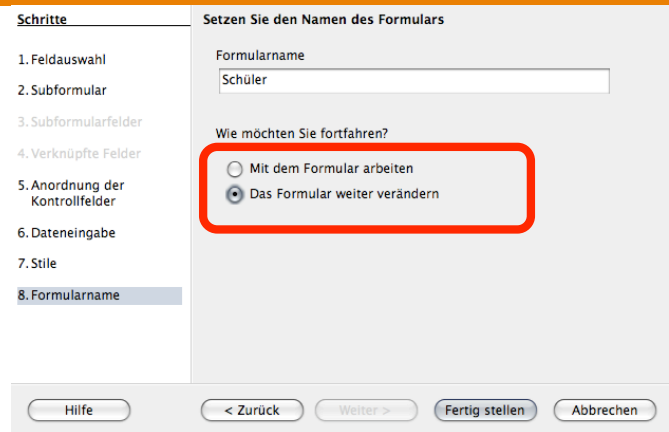 Schritte
1. Feldauswahl
2. Subformular
3. Subformularfelder
4. Verknüpfte Felder
5. Anordnung der
Kontrollfelder
6. Dateneingabe
7. Stile
8. Formularname
Setzen Sie den Namen des Formulars
Formularname
Schüler
Wie möchten Sie fortfahren?
Mit dem Formular arbeiten
Das Formular weiter verändern
Hilfe
< Zurück
Weiter >
Fertig stellen
Abbrechen